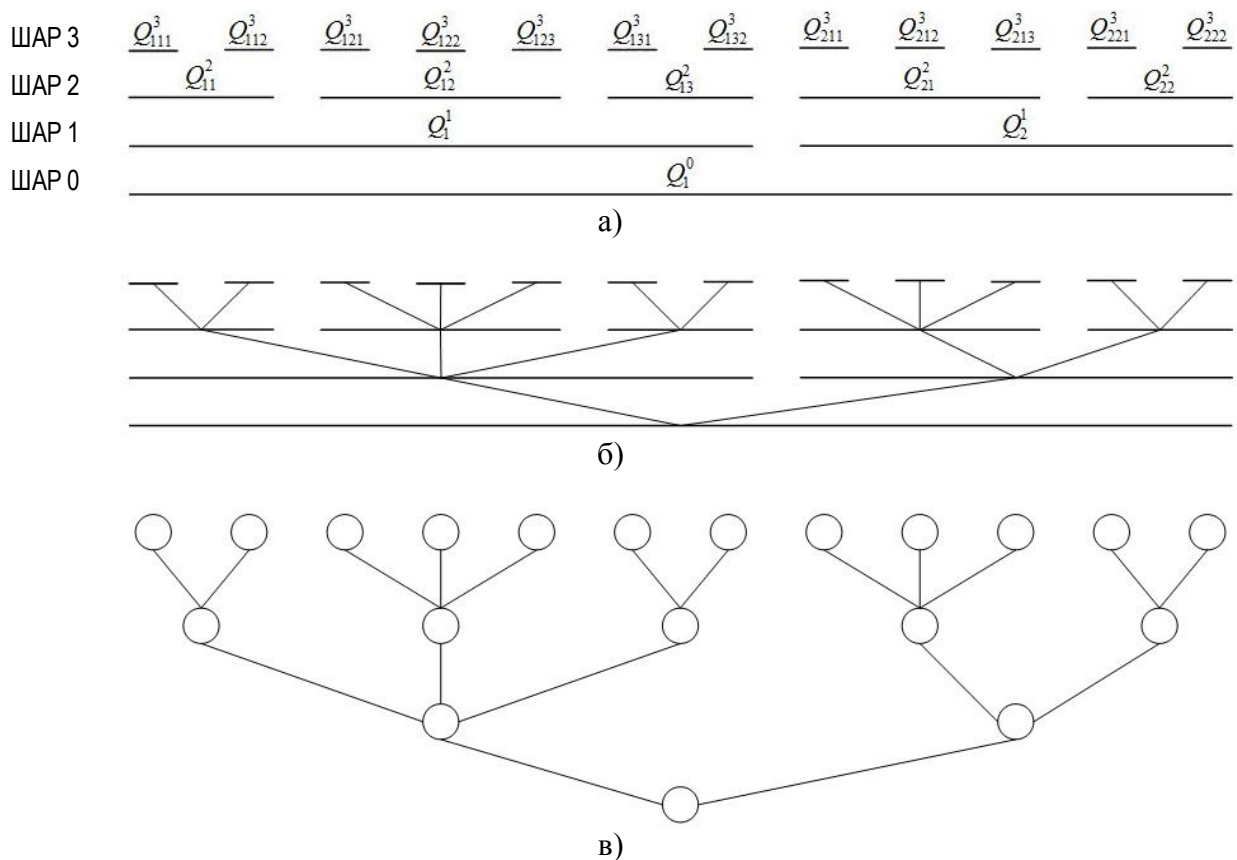 ШАР 3 Q³₁₁₁ Q³₁₁₂ Q³₁₂₁ Q³₁₂₂ Q³₁₂₃ Q³₁₃₁ Q³₁₃₂ Q³₂₁₁ Q³₂₁₂ Q³₂₁₃ Q³₂₂₁ Q³₂₂₂
ШАР 2 Q²₁₁ Q²₁₂ Q²₁₃ Q²₂₁ Q²₂₂
ШАР 1 Q¹₁ Q¹₂
ШАР 0 Q⁰₁
а)
б)
в)